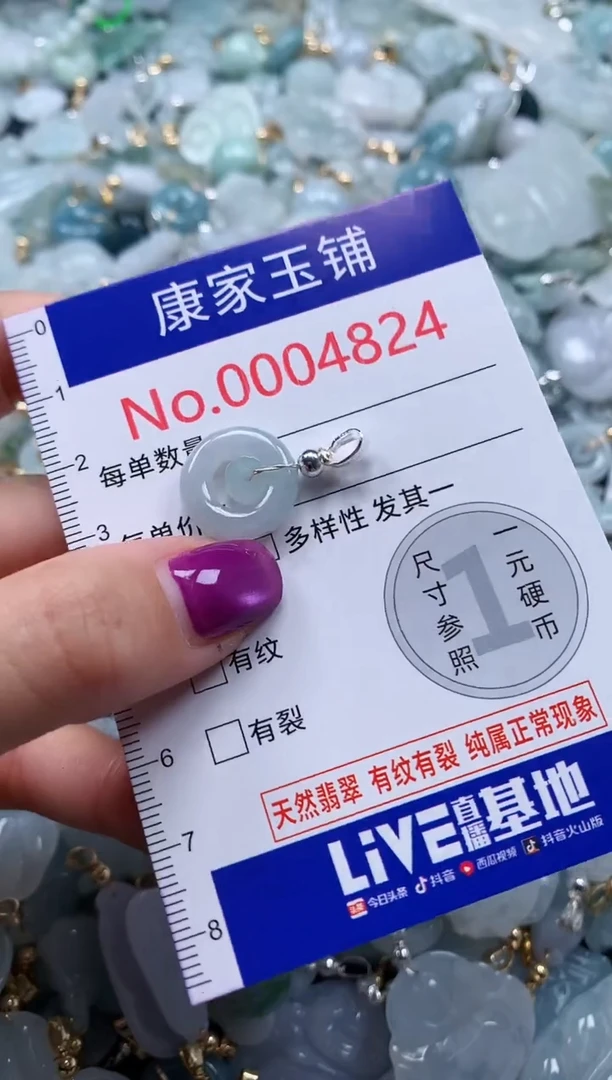 康家玉铺
No.0004824
0
1
2
3
6
7
8
每单数量
每单价
多样性 发其一
有纹
有裂
尺寸参照
1
一元硬币
天然翡翠 有纹有裂 纯属正常现象
LiVE直播基地
头条 今日头条 抖音 西瓜视频 抖音火山版